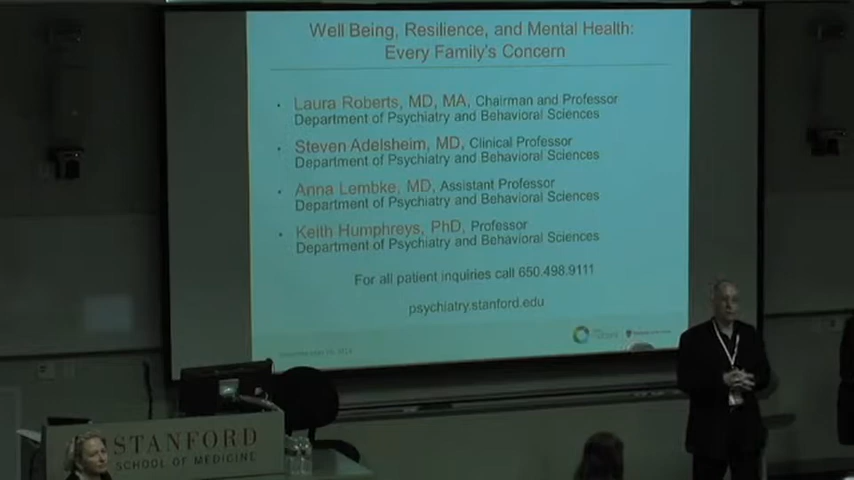 Well Being, Resilience, and Mental Health:
Every Family's Concern
• Laura Roberts, MD, MA, Chairman and Professor
Department of Psychiatry and Behavioral Sciences
• Steven Adelsheim, MD, Clinical Professor
Department of Psychiatry and Behavioral Sciences
• Anna Lembke, MD, Assistant Professor
Department of Psychiatry and Behavioral Sciences
• Keith Humphreys, PhD, Professor
Department of Psychiatry and Behavioral Sciences
For all patient inquiries call 650.498.9111
psychiatry.stanford.edu
STANFORD
SCHOOL OF MEDICINE